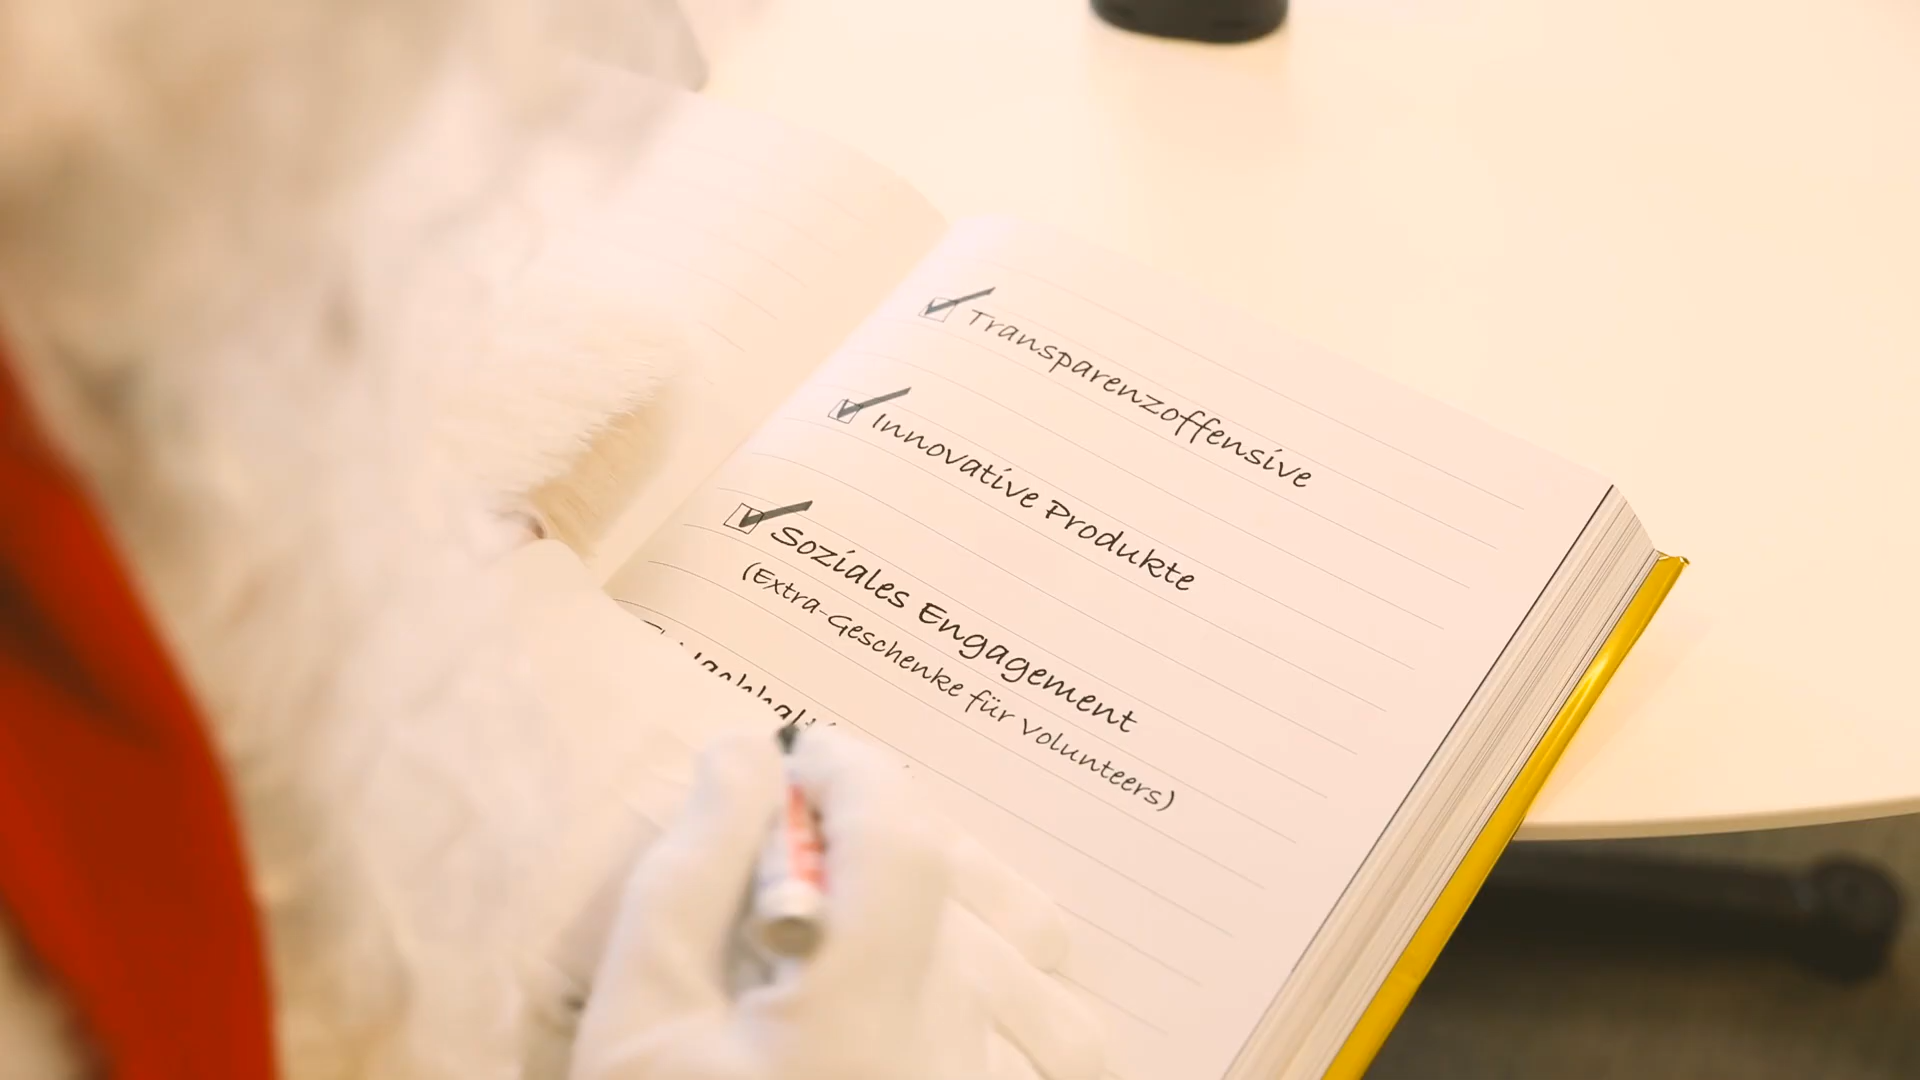 Transparenzoffensive
Innovative Produkte
Soziales Engagement
(Extra-Geschenke für Volunteers)